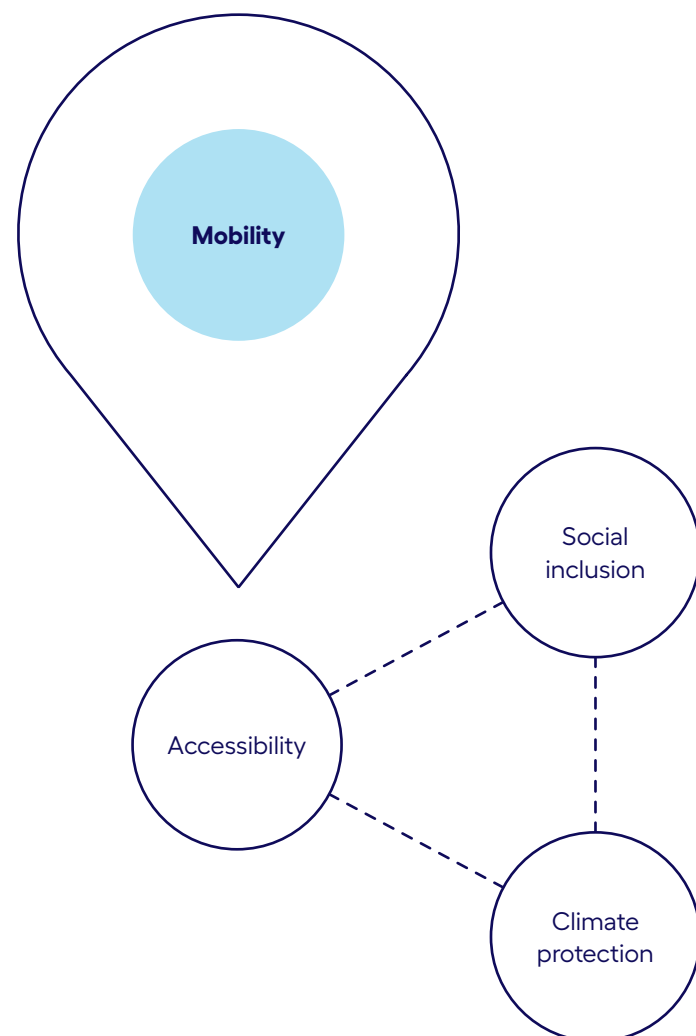 Mobility
Social
inclusion
Accessibility
Climate
protection